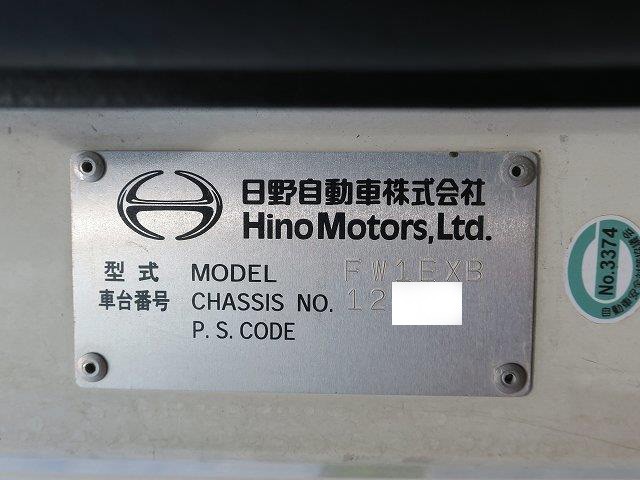 日野自動車株式会社
Hino Motors, Ltd.
型式 MODEL FW1EXB
車台番号 CHASSIS NO. 12
P.S.CODE
No.3374